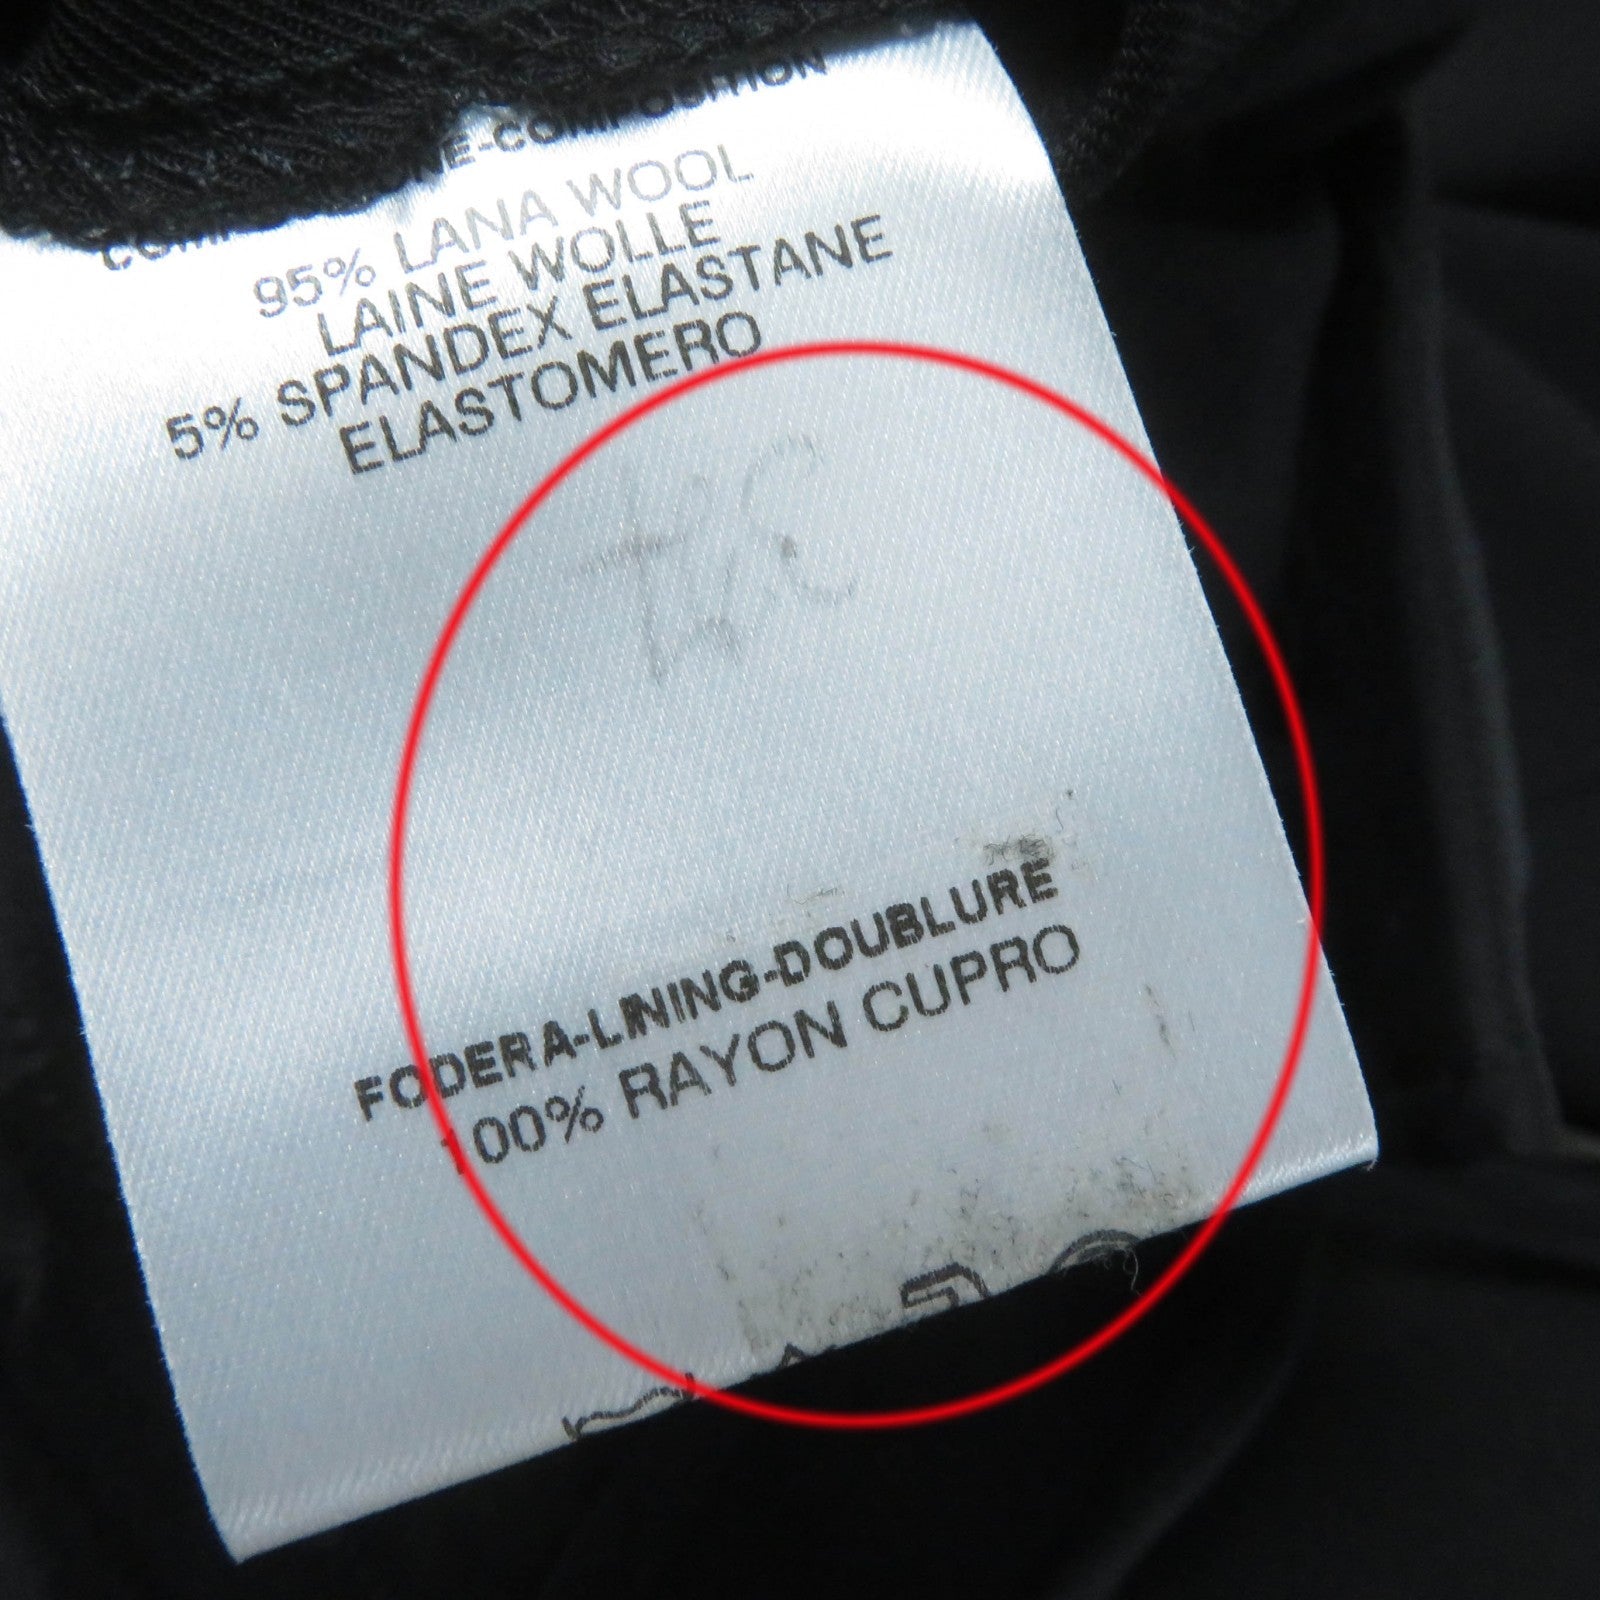 95% LANA WOOL
LAINE WOLLE
5% SPANDEX ELASTANE
ELASTOMERO
FODERA-LINING-DOUBLURE
100% RAYON CUPRO